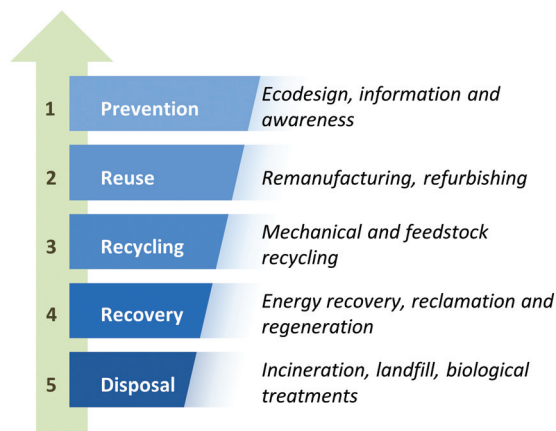 1 Prevention Ecodesign, information and
awareness
2 Reuse Remanufacturing, refurbishing
3 Recycling Mechanical and feedstock
recycling
4 Recovery Energy recovery, reclamation and
regeneration
5 Disposal Incineration, landfill, biological
treatments